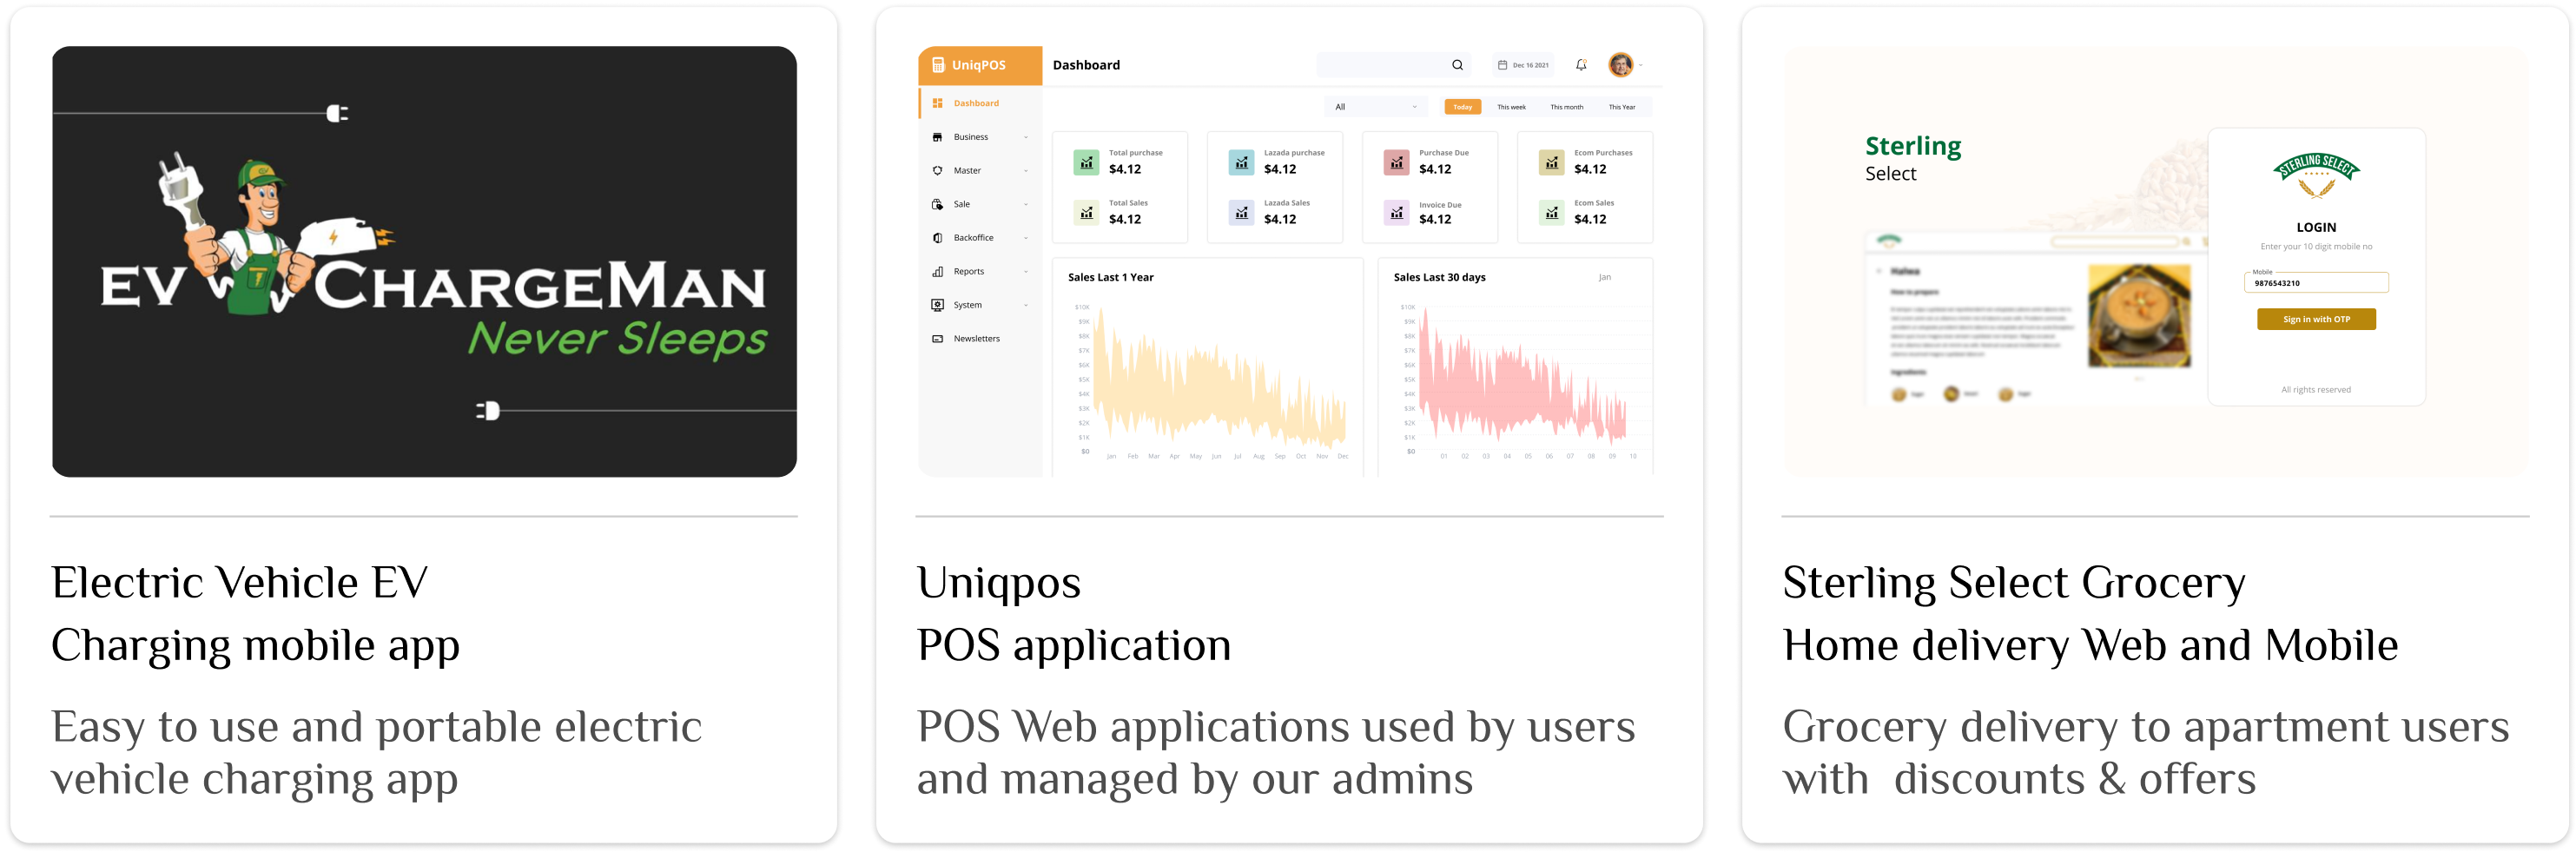 EV CHARGEMAN
Never Sleeps
Electric Vehicle EV
Charging mobile app
Easy to use and portable electric
vehicle charging app
UniqPOS
Dashboard
Dec 16 2021
Dashboard
Business
Master
Sale
Backoffice
Reports
System
Newsletters
All
Today This week This month This Year
Total purchase
$4.12
Total Sales
$4.12
Lazada purchase
$4.12
Lazada Sales
$4.12
Purchase Due
$4.12
Invoice Due
$4.12
Ecom Purchases
$4.12
Ecom Sales
$4.12
Sales Last 1 Year
$10K
$9K
$8K
$7K
$6K
$5K
$4K
$3K
$2K
$1K
$0
Jan Feb Mar Apr May Jun Jul Aug Sep Oct Nov Dec
Sales Last 30 days
Jan
$10K
$9K
$8K
$7K
$6K
$5K
$4K
$3K
$2K
$1K
$0
01 02 03 04 05 06 07 08 09 10
Uniqpos
POS application
POS Web applications used by users
and managed by our admins
Sterling
Select
Halwa
How to prepare
Ingredients
STERLING SELECT
LOGIN
Enter your 10 digit mobile no
Mobile
9876543210
Sign in with OTP
All rights reserved
Sterling Select Grocery
Home delivery Web and Mobile
Grocery delivery to apartment users
with discounts & offers